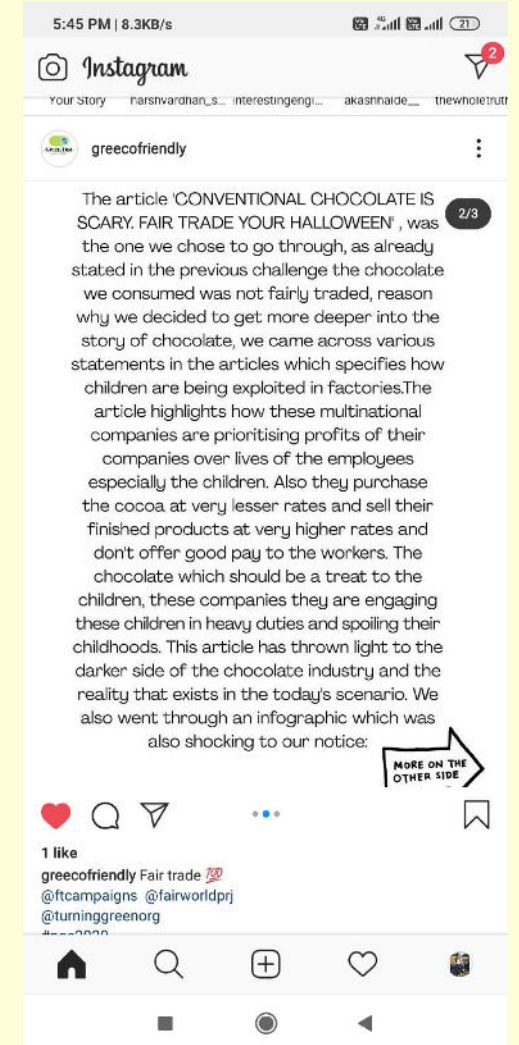 5:45 PM | 8.3KB/s
4G
21
Instagram
2
Your Story harshvardhan_s... interestingengi... akashhalde__ thewholetruth
greecofriendly
2/3
The article 'CONVENTIONAL CHOCOLATE IS
SCARY. FAIR TRADE YOUR HALLOWEEN' , was
the one we chose to go through, as already
stated in the previous challenge the chocolate
we consumed was not fairly traded, reason
why we decided to get more deeper into the
story of chocolate, we came across various
statements in the articles which specifies how
children are being exploited in factories.The
article highlights how these multinational
companies are prioritising profits of their
companies over lives of the employees
especially the children. Also they purchase
the cocoa at very lesser rates and sell their
finished products at very higher rates and
don't offer good pay to the workers. The
chocolate which should be a treat to the
children, these companies they are engaging
these children in heavy duties and spoiling their
childhoods. This article has thrown light to the
darker side of the chocolate industry and the
reality that exists in the today's scenario. We
also went through an infographic which was
also shocking to our notice:
MORE ON THE
OTHER SIDE
1 like
greecofriendly Fair trade 💯
@ftcampaigns @fairworldprj
@turninggreenorg